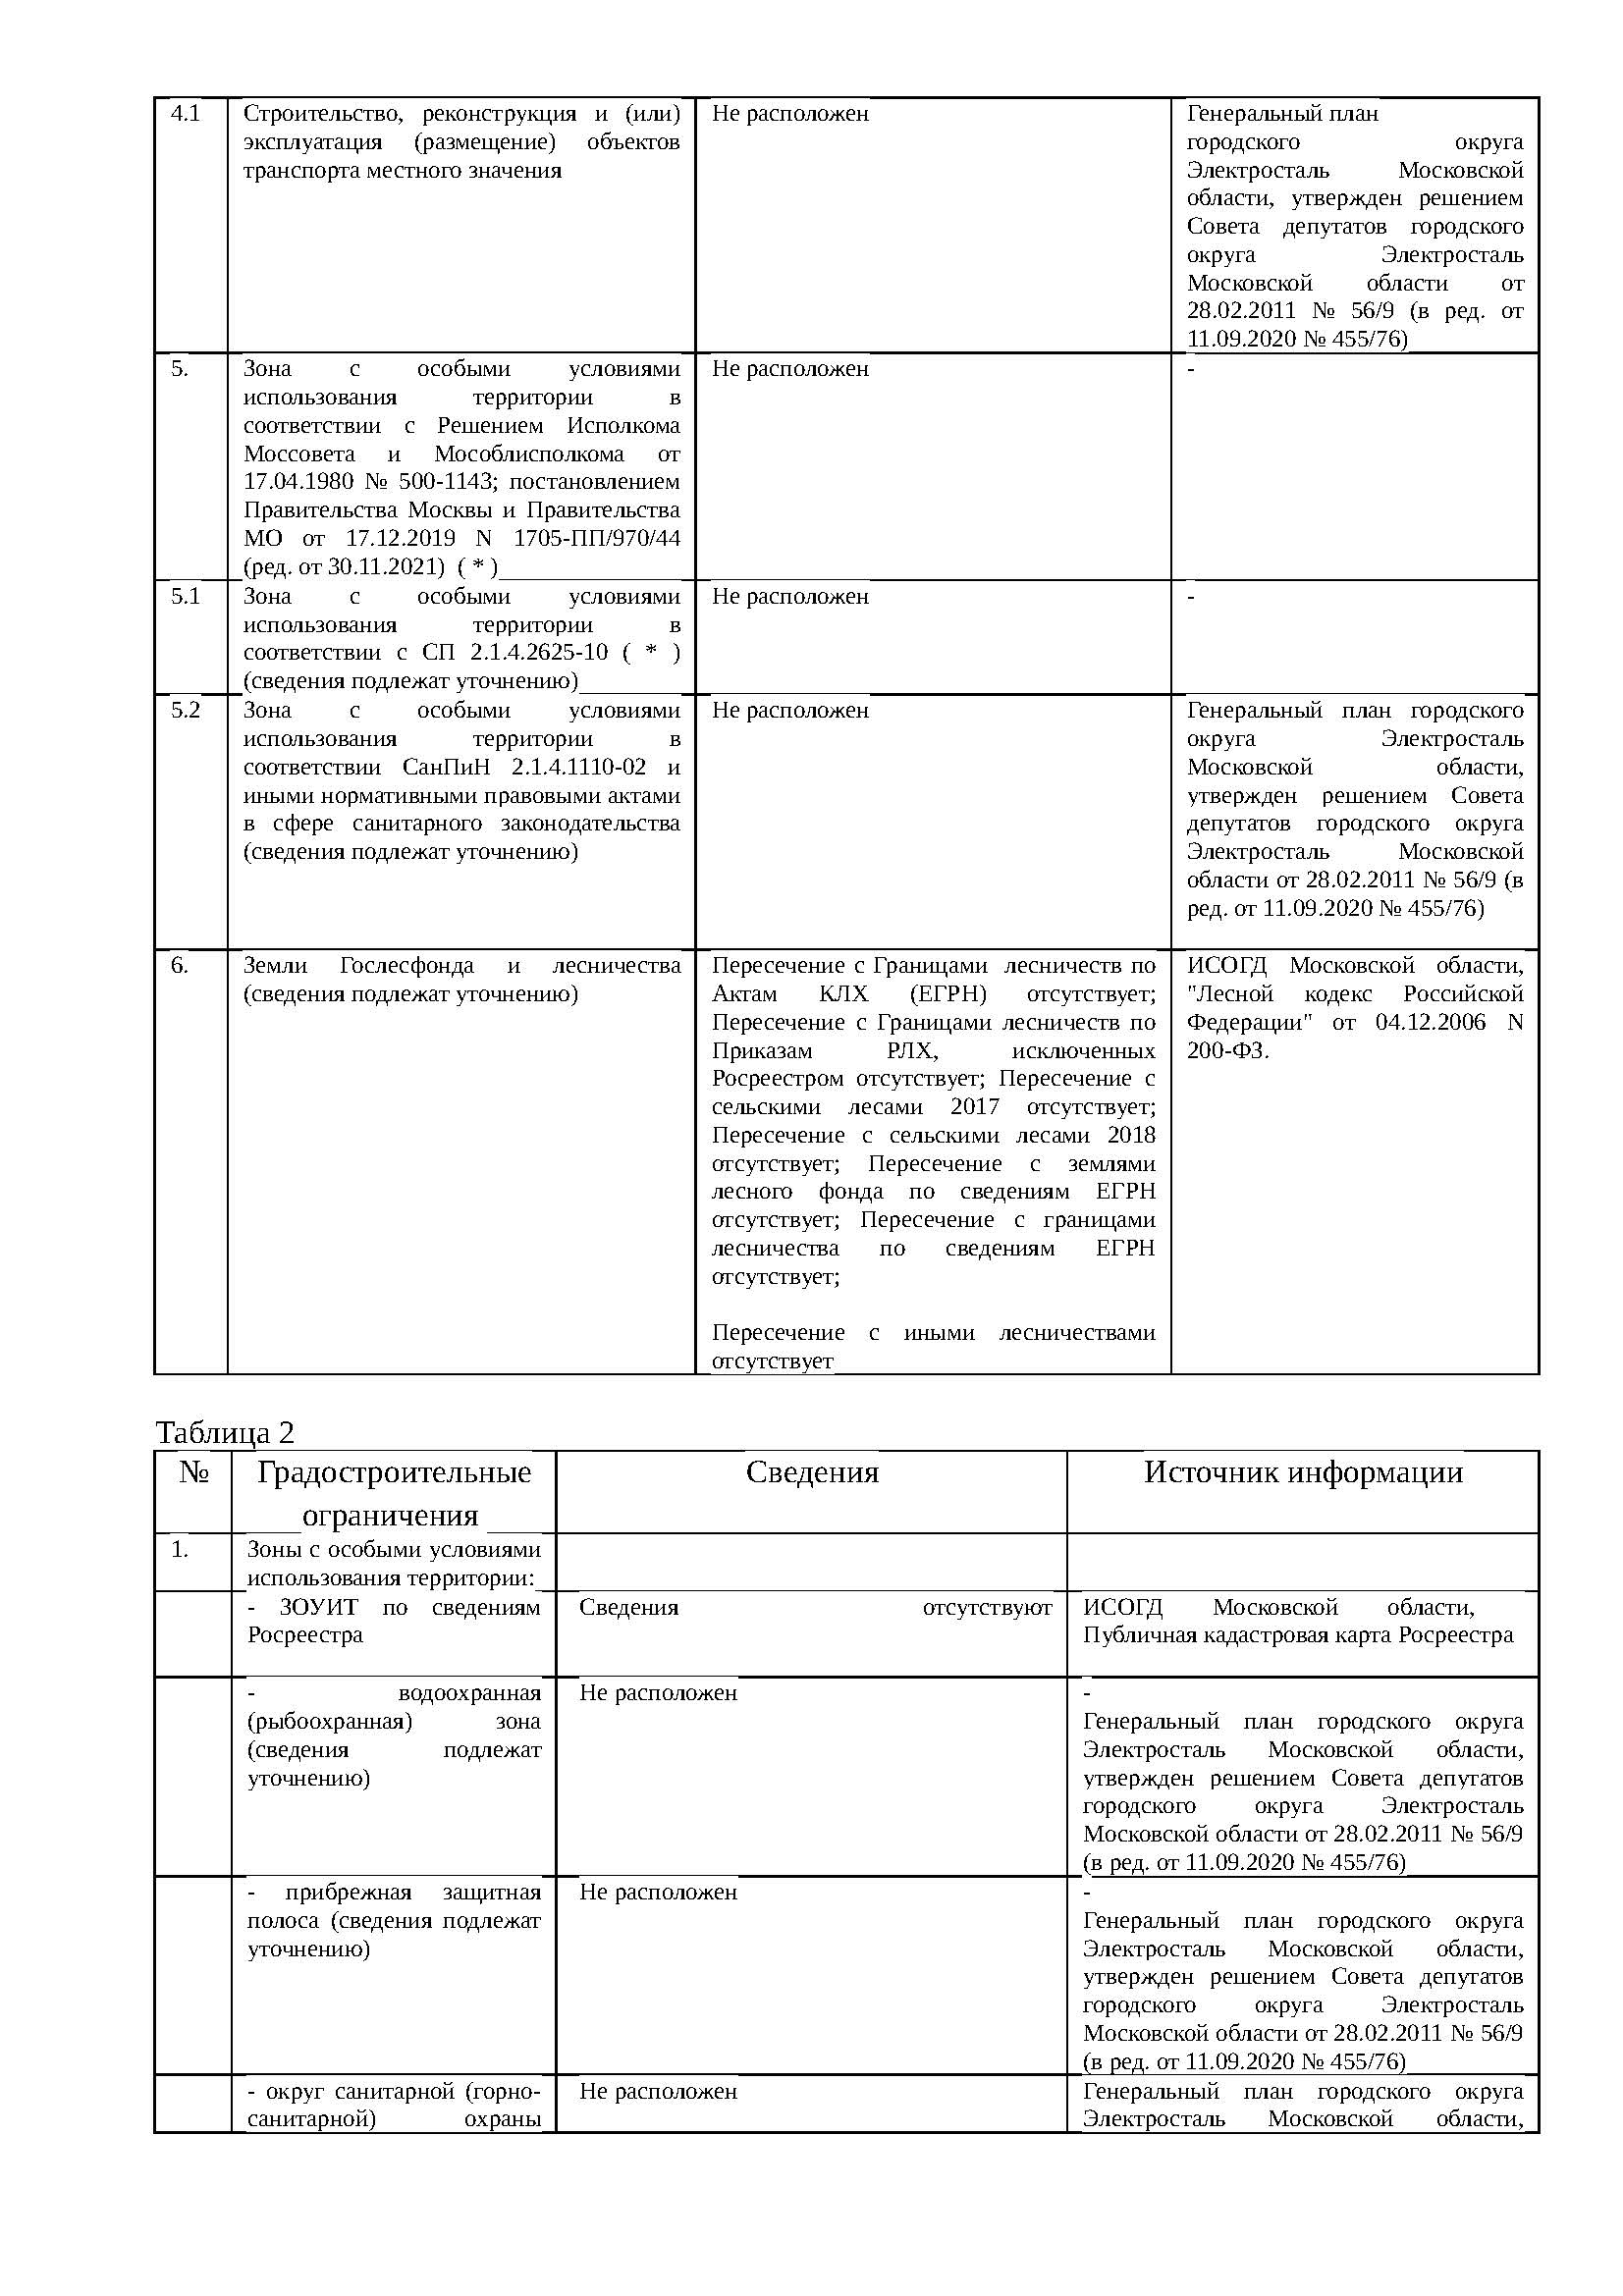 4.1
Строительство, реконструкция и (или)
эксплуатация (размещение) объектов
транспорта местного значения
Не расположен
Генеральный план
городского округа
Электросталь Московской
области, утвержден решением
Совета депутатов городского
округа Электросталь
Московской области от
28.02.2011 № 56/9 (в ред. от
11.09.2020 № 455/76)
5.
Зона с особыми условиями
использования территории в
соответствии с Решением Исполкома
Моссовета и Мособлисполкома от
17.04.1980 № 500-1143; постановлением
Правительства Москвы и Правительства
МО от 17.12.2019 N 1705-ПП/970/44
(ред. от 30.11.2021) ( * )
Не расположен
-
5.1
Зона с особыми условиями
использования территории в
соответствии с СП 2.1.4.2625-10 ( * )
(сведения подлежат уточнению)
Не расположен
-
5.2
Зона с особыми условиями
использования территории в
соответствии СанПиН 2.1.4.1110-02 и
иными нормативными правовыми актами
в сфере санитарного законодательства
(сведения подлежат уточнению)
Не расположен
Генеральный план городского
округа Электросталь
Московской области,
утвержден решением Совета
депутатов городского округа
Электросталь Московской
области от 28.02.2011 № 56/9 (в
ред. от 11.09.2020 № 455/76)
6.
Земли Гослесфонда и лесничества
(сведения подлежат уточнению)
Пересечение с Границами лесничеств по
Актам КЛХ (ЕГРН) отсутствует;
Пересечение с Границами лесничеств по
Приказам РЛХ, исключенных
Росреестром отсутствует; Пересечение с
сельскими лесами 2017 отсутствует;
Пересечение с сельскими лесами 2018
отсутствует; Пересечение с землями
лесного фонда по сведениям ЕГРН
отсутствует; Пересечение с границами
лесничества по сведениям ЕГРН
отсутствует;
Пересечение с иными лесничествами
отсутствует
ИСОГД Московской области,
"Лесной кодекс Российской
Федерации" от 04.12.2006 N
200-ФЗ.
Таблица 2
№
Градостроительные
ограничения
Сведения
Источник информации
1.
Зоны с особыми условиями
использования территории:
- ЗОУИТ по сведениям
Росреестра
Сведения отсутствуют
ИСОГД Московской области,
Публичная кадастровая карта Росреестра
- водоохранная
(рыбоохранная) зона
(сведения подлежат
уточнению)
Не расположен
-
Генеральный план городского округа
Электросталь Московской области,
утвержден решением Совета депутатов
городского округа Электросталь
Московской области от 28.02.2011 № 56/9
(в ред. от 11.09.2020 № 455/76)
- прибрежная защитная
полоса (сведения подлежат
уточнению)
Не расположен
-
Генеральный план городского округа
Электросталь Московской области,
утвержден решением Совета депутатов
городского округа Электросталь
Московской области от 28.02.2011 № 56/9
(в ред. от 11.09.2020 № 455/76)
- округ санитарной (горно-
санитарной) охраны
Не расположен
Генеральный план городского округа
Электросталь Московской области,